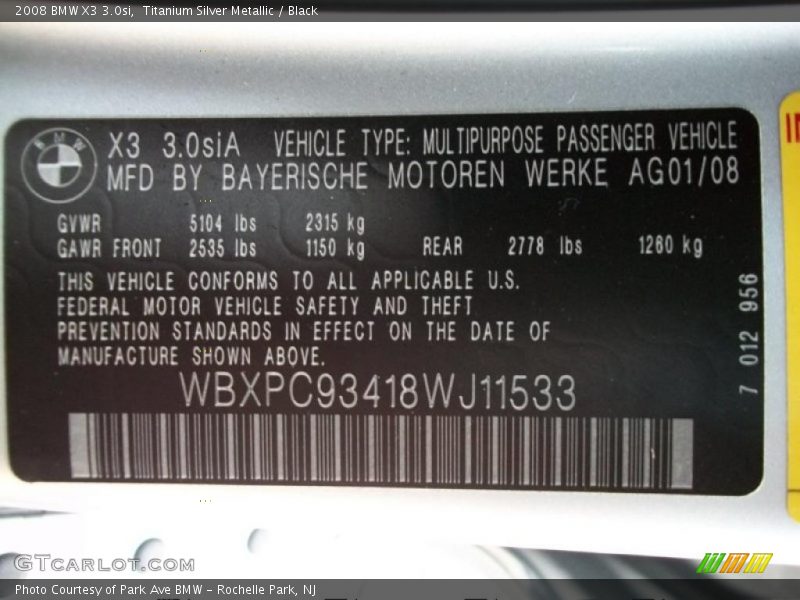 2008 BMW X3 3.0si, Titanium Silver Metallic / Black
BMW
X3 3.0siA VEHICLE TYPE: MULTIPURPOSE PASSENGER VEHICLE
MFD BY BAYERISCHE MOTOREN WERKE AG01/08
GVWR 5104 lbs 2315 kg
GAWR FRONT 2535 lbs 1150 kg REAR 2778 lbs 1260 kg
THIS VEHICLE CONFORMS TO ALL APPLICABLE U.S.
FEDERAL MOTOR VEHICLE SAFETY AND THEFT
PREVENTION STANDARDS IN EFFECT ON THE DATE OF
MANUFACTURE SHOWN ABOVE.
WBXPC93418WJ11533
7 012 956
GTcarlot.com
Photo Courtesy of Park Ave BMW - Rochelle Park, NJ